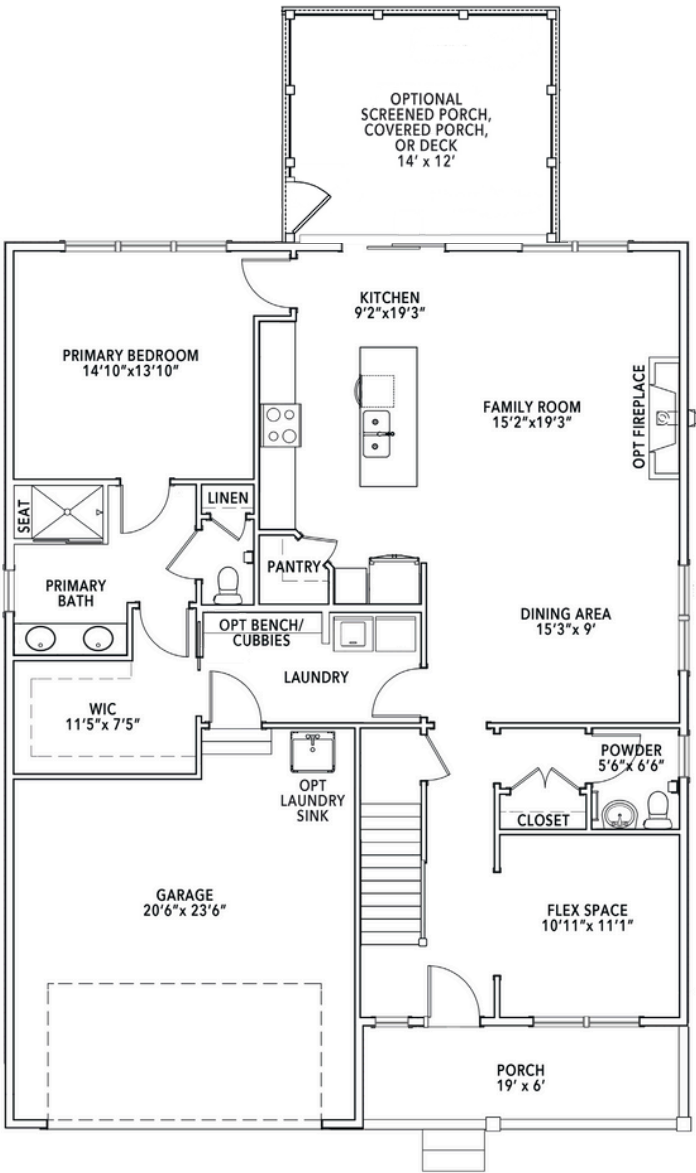 OPTIONAL
SCREENED PORCH,
COVERED PORCH,
OR DECK
14' x 12'
KITCHEN
9'2"x19'3"
PRIMARY BEDROOM
14'10"x13'10"
FAMILY ROOM
15'2"x19'3"
OPT FIREPLACE
SEAT
LINEN
PANTRY
PRIMARY
BATH
OPT BENCH/
CUBBIES
DINING AREA
15'3"x 9'
LAUNDRY
WIC
11'5"x 7'5"
POWDER
5'6"x 6'6"
OPT
LAUNDRY
SINK
CLOSET
GARAGE
20'6"x 23'6"
FLEX SPACE
10'11"x 11'1"
PORCH
19' x 6'